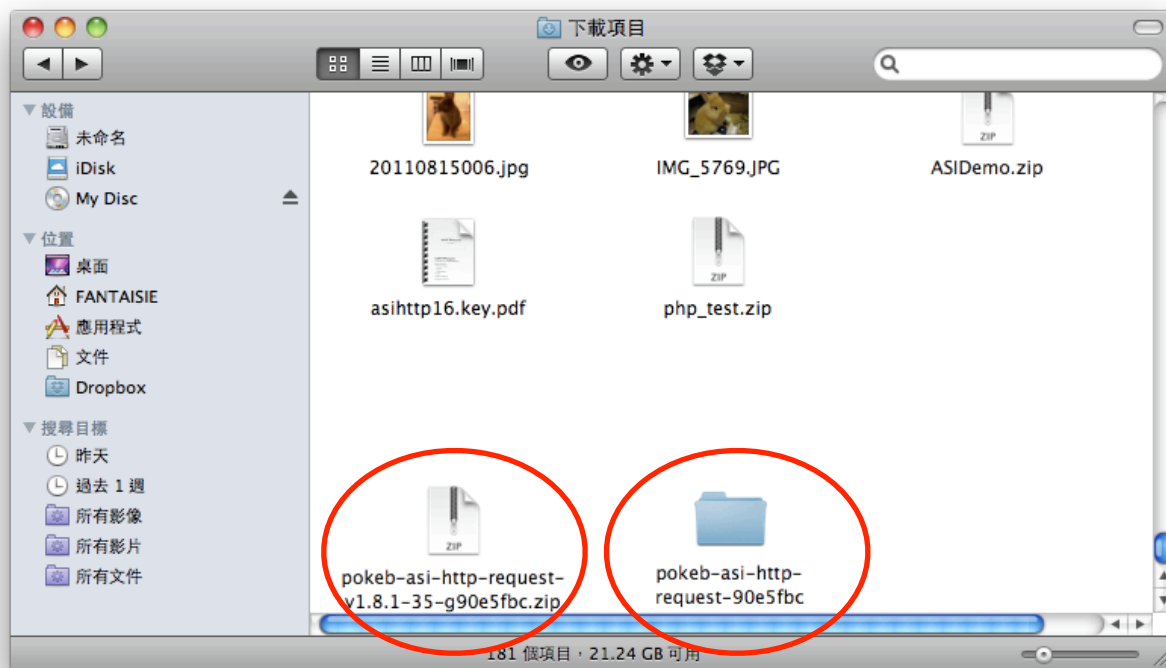 下載項目
設備
未命名
iDisk
My Disc
位置
桌面
FANTAISIE
應用程式
文件
Dropbox
搜尋目標
昨天
過去 1 週
所有影像
所有影片
所有文件
20110815006.jpg
IMG_5769.JPG
ZIP
ASIDemo.zip
asihttp16.key.pdf
ZIP
php_test.zip
ZIP
pokeb-asi-http-request-
v1.8.1-35-g90e5fbc.zip
pokeb-asi-http-
request-90e5fbc
181 個項目，21.24 GB 可用